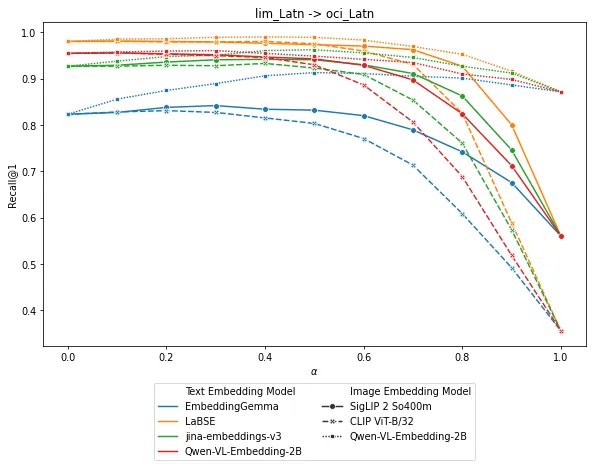 lim_Latn -> oci_Latn
Recall@1
1.0
0.9
0.8
0.7
0.6
0.5
0.4
0.0 0.2 0.4 0.6 0.8 1.0
α
Text Embedding Model
EmbeddingGemma
LaBSE
jina-embeddings-v3
Qwen-VL-Embedding-2B
Image Embedding Model
SigLIP 2 So400m
CLIP ViT-B/32
Qwen-VL-Embedding-2B